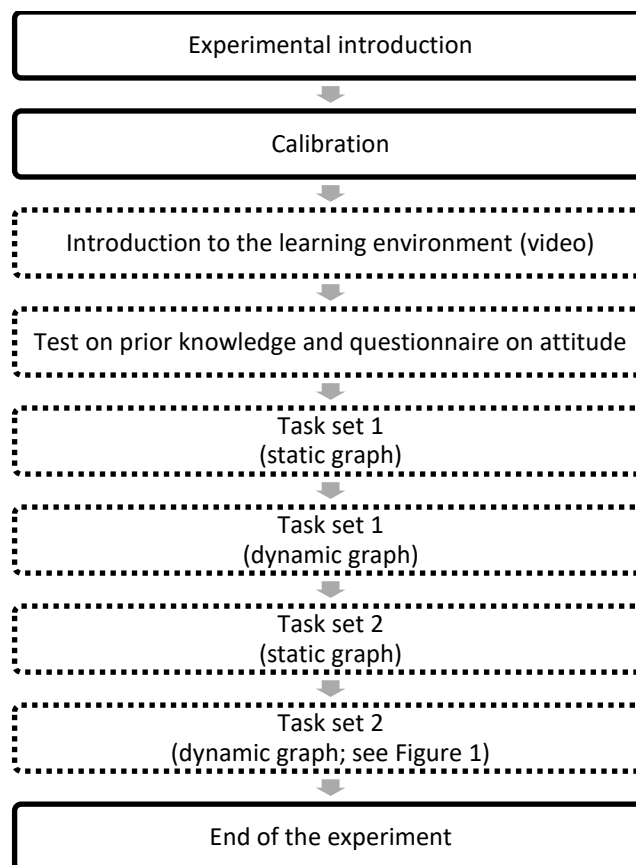 Experimental introduction
Calibration
Introduction to the learning environment (video)
Test on prior knowledge and questionnaire on attitude
Task set 1
(static graph)
Task set 1
(dynamic graph)
Task set 2
(static graph)
Task set 2
(dynamic graph; see Figure 1)
End of the experiment